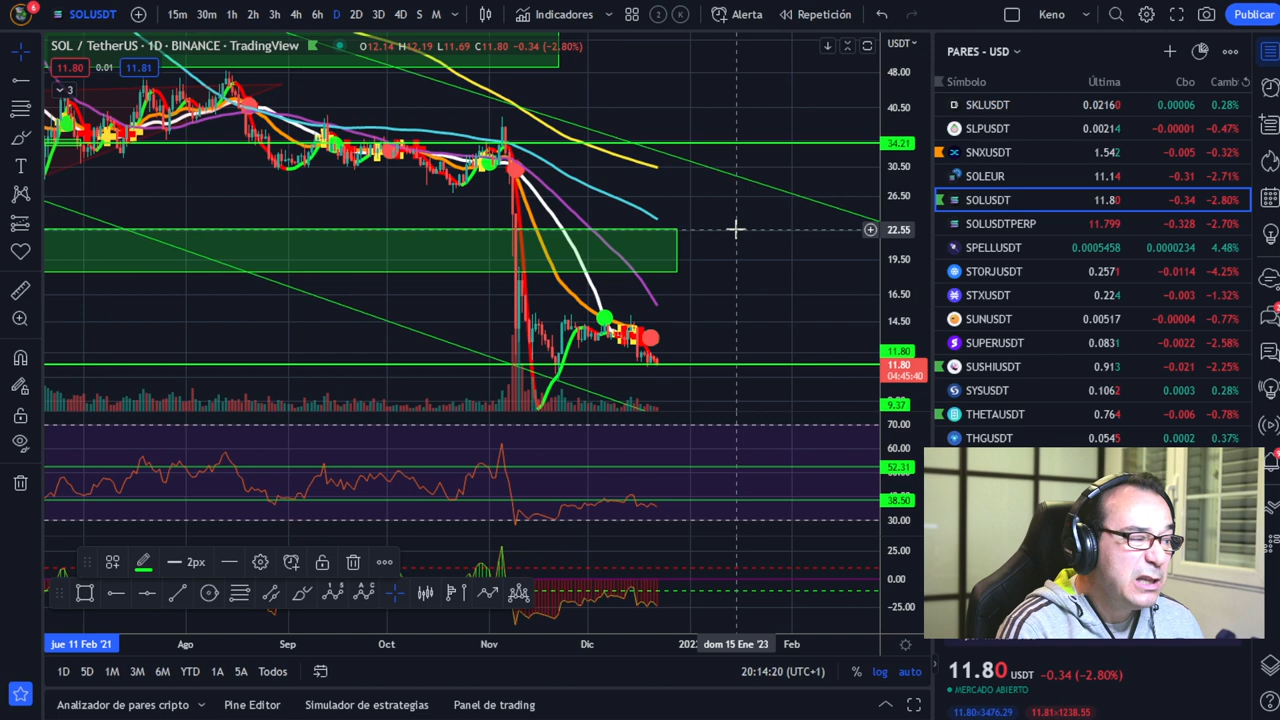 6
SOLUSDT
15m 30m 1h 2h 3h 4h 6h D 2D 3D 4D S M
Indicadores
2
K
Alerta
Repetición
Keno
Publicar
SOL / TetherUS · 1D · BINANCE · TradingView
O12.14 H12.19 L11.69 C11.80 −0.34 (−2.80%)
USDT
11.80 0.01 11.81
3
48.00
40.50
34.21
30.50
26.50
22.55
19.50
16.50
14.50
11.80
11.80
04:45:40
9.37
70.00
60.00
52.31
38.50
30.00
25.00
0.00
−25.00
2px
jue 11 Feb '21
Ago
Sep
Oct
Nov
Dic
dom 15 Ene '23
Feb
1D 5D 1M 3M 6M YTD 1A 5A Todos
20:14:20 (UTC+1)
%
log
auto
Analizador de pares cripto
Pine Editor
Simulador de estrategias
Panel de trading
PARES - USD
Símbolo Última Cbo Camb
SKLUSDT 0.02160 0.00006 0.28%
SLPUSDT 0.00214 −0.00001 −0.47%
SNXUSDT 1.542 −0.005 −0.32%
SOLEUR 11.14 −0.31 −2.71%
SOLUSDT 11.80 −0.34 −2.80%
SOLUSDTPERP 11.799 −0.328 −2.70%
SPELLUSDT 0.0005458 0.0000234 4.48%
STORJUSDT 0.2571 −0.0114 −4.25%
STXUSDT 0.224 −0.003 −1.32%
SUNUSDT 0.00517 −0.00004 −0.77%
SUPERUSDT 0.0831 −0.0022 −2.58%
SUSHIUSDT 0.913 −0.021 −2.25%
SYSUSDT 0.1062 0.0003 0.28%
THETAUSDT 0.764 −0.006 −0.78%
THGUSDT 0.0545 0.0002 0.37%
11.80 USDT −0.34 (−2.80%)
MERCADO ABIERTO
11.80×3476.29 11.81×1238.55